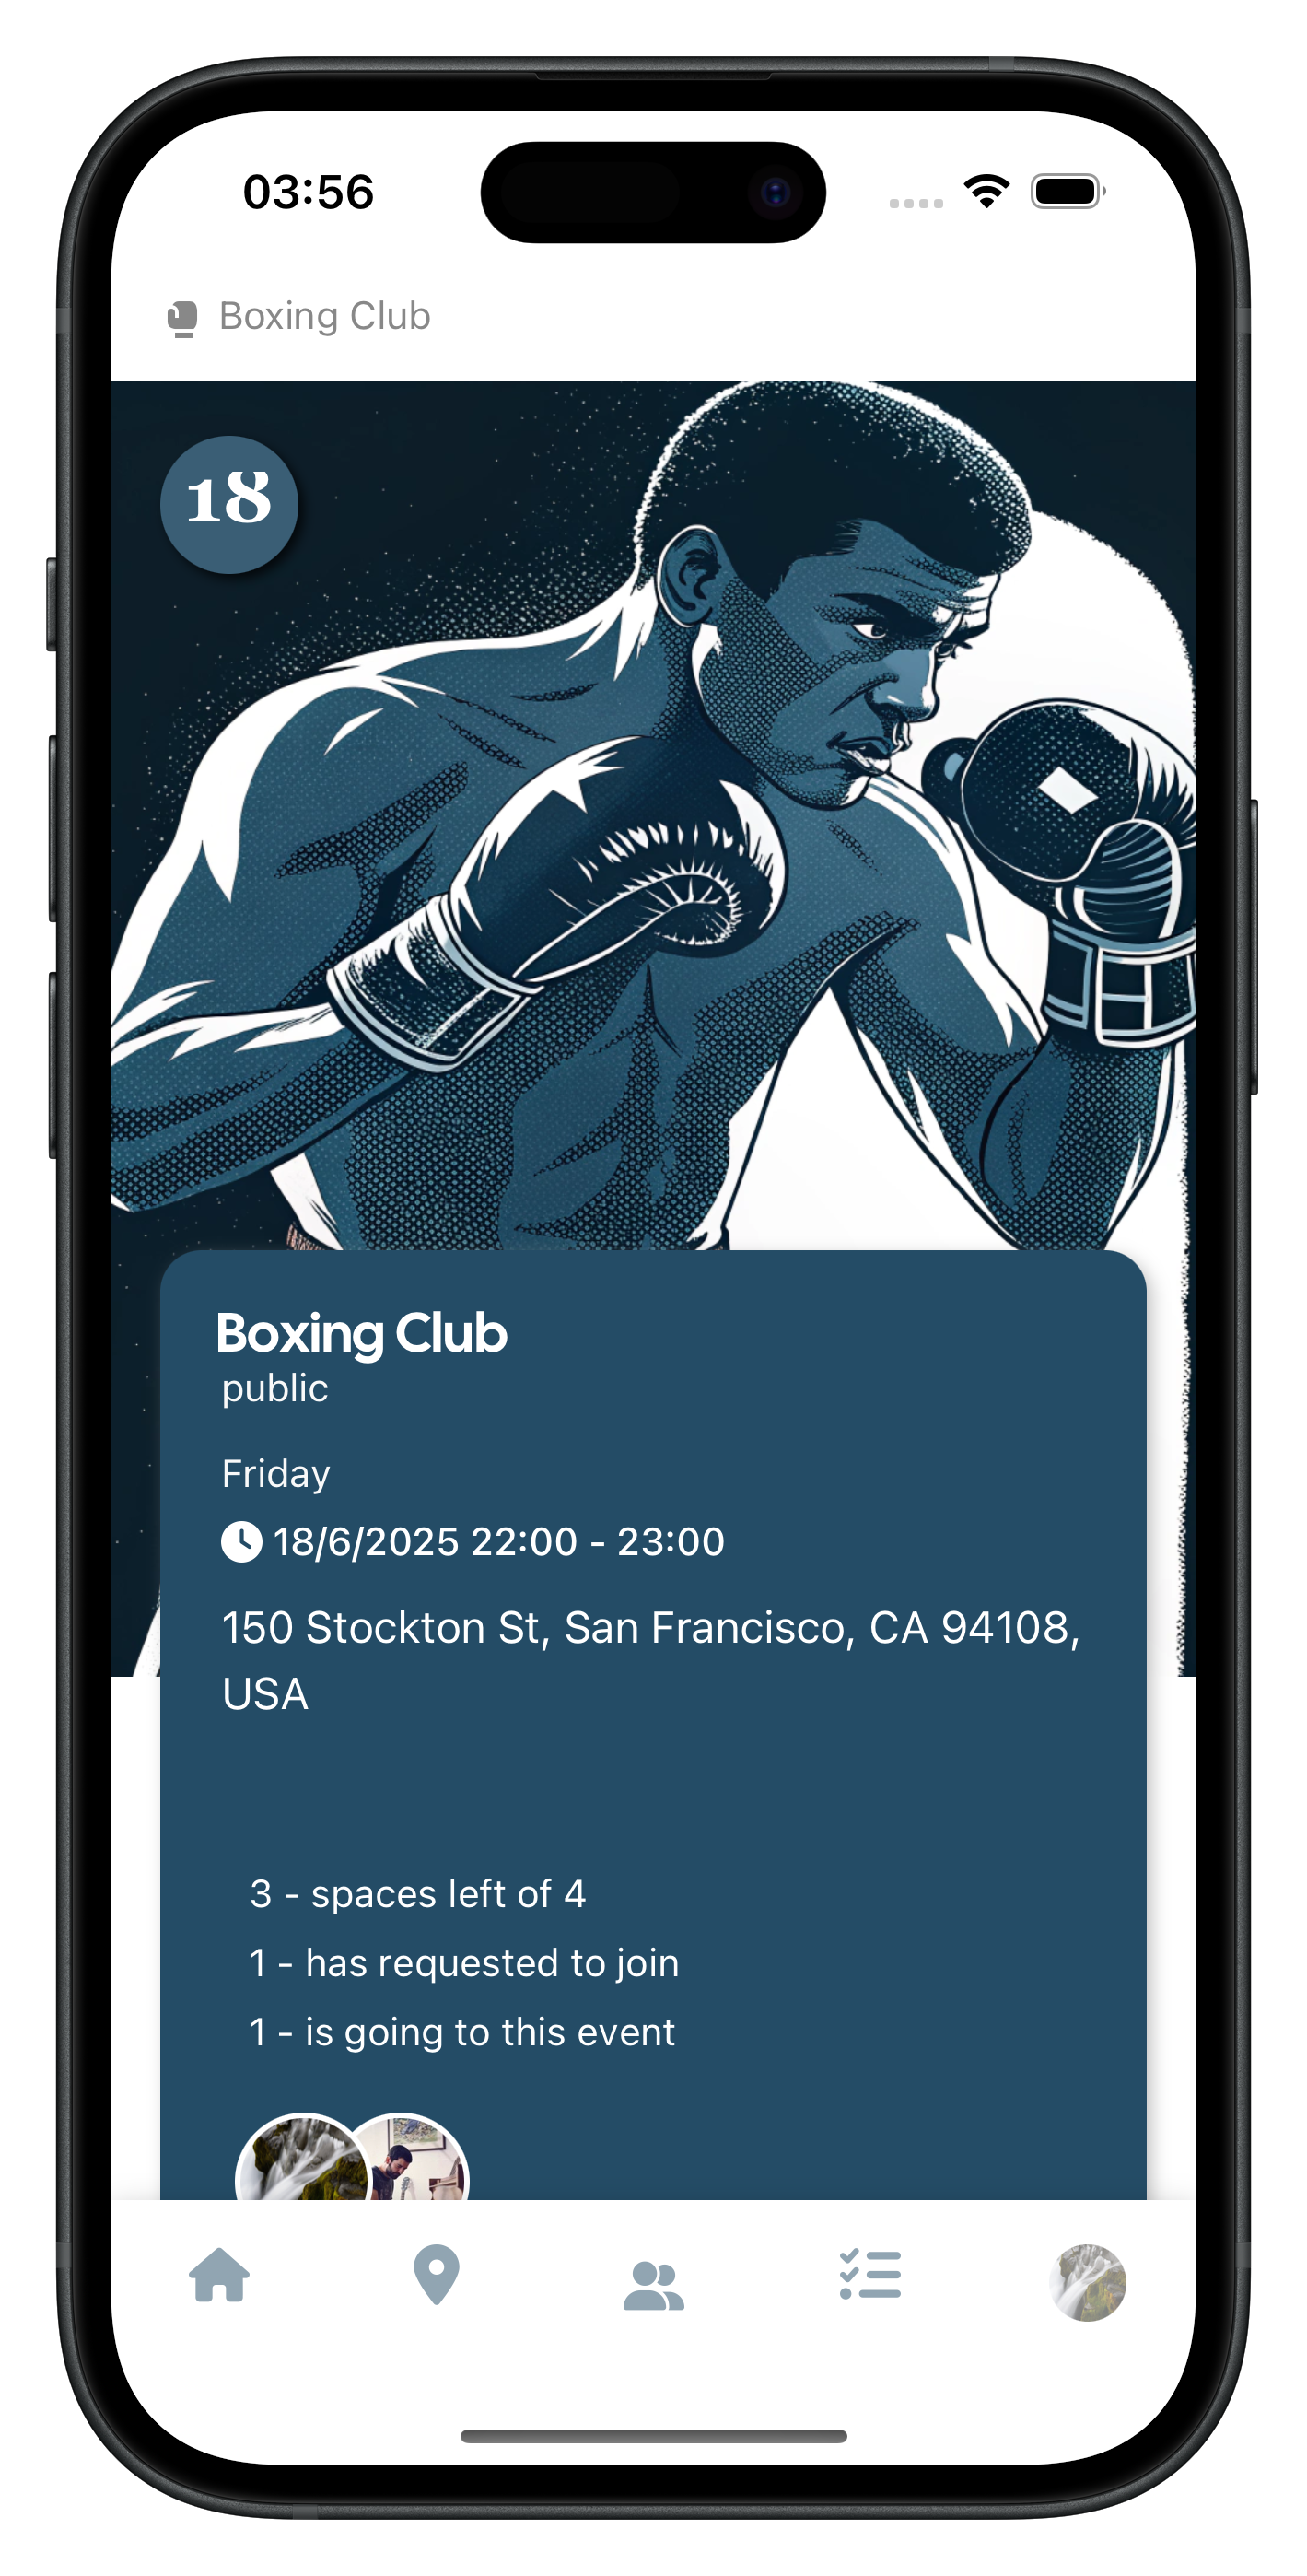 03:56
Boxing Club
18
Boxing Club
public
Friday
18/6/2025 22:00 - 23:00
150 Stockton St, San Francisco, CA 94108,
USA
3 - spaces left of 4
1 - has requested to join
1 - is going to this event